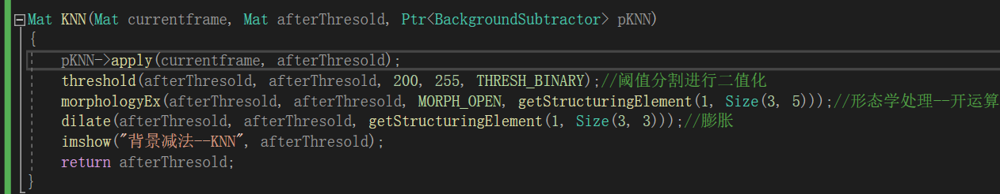 Mat KNN(Mat currentframe, Mat afterThresold, Ptr<BackgroundSubtractor> pKNN)
{
pKNN->apply(currentframe, afterThresold);
threshold(afterThresold, afterThresold, 200, 255, THRESH_BINARY);//阈值分割进行二值化
morphologyEx(afterThresold, afterThresold, MORPH_OPEN, getStructuringElement(1, Size(3, 5)));//形态学处理--开运算
dilate(afterThresold, afterThresold, getStructuringElement(1, Size(3, 3)));//膨胀
imshow("背景减法--KNN", afterThresold);
return afterThresold;
}